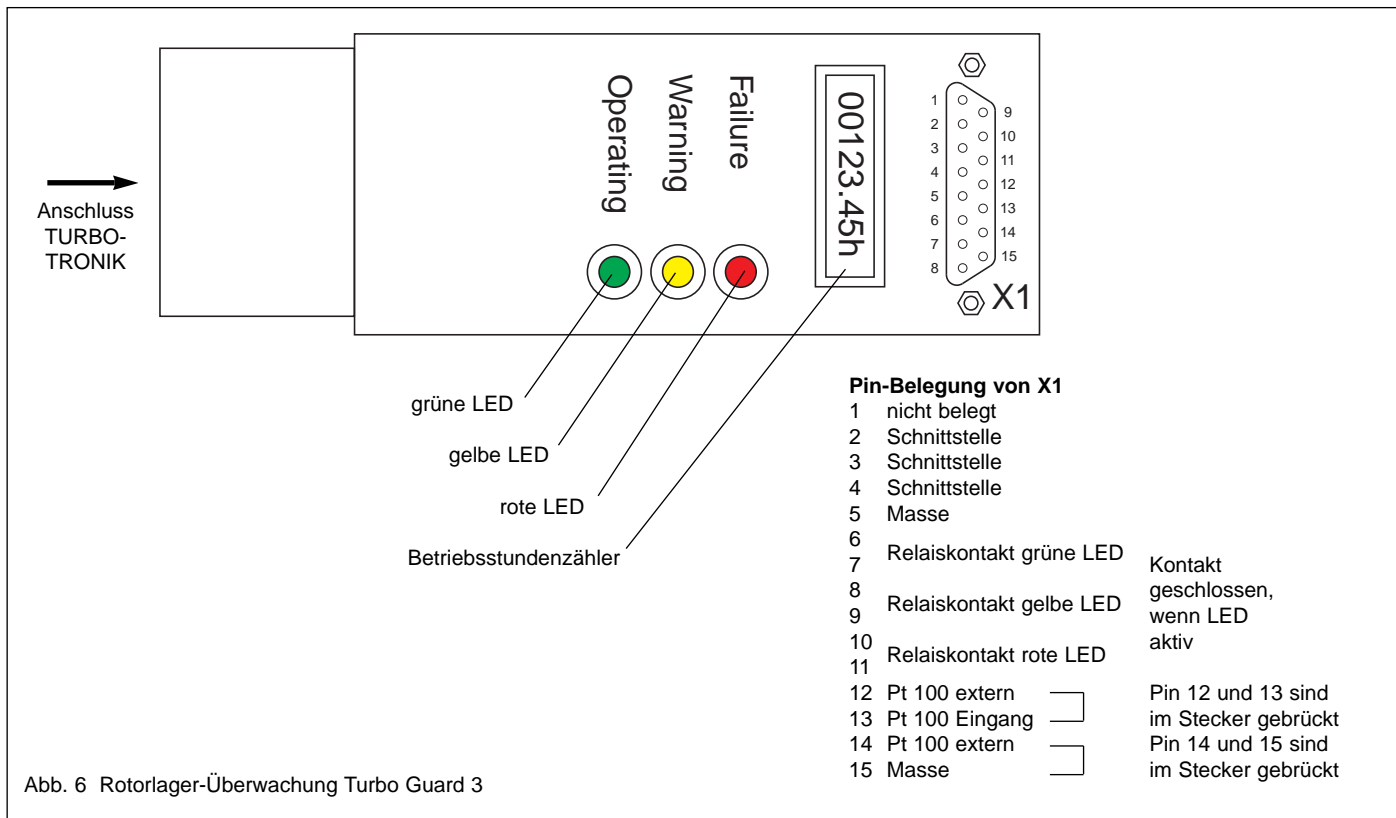 Anschluss
TURBO-
TRONIK
Operating
Warning
Failure
00123.45h
1
2
3
4
5
6
7
8
9
10
11
12
13
14
15
X1
grüne LED
gelbe LED
rote LED
Betriebsstundenzähler
Pin-Belegung von X1
1 nicht belegt
2 Schnittstelle
3 Schnittstelle
4 Schnittstelle
5 Masse
6
7 Relaiskontakt grüne LED
8
9 Relaiskontakt gelbe LED
10
11 Relaiskontakt rote LED
Kontakt
geschlossen,
wenn LED
aktiv
12 Pt 100 extern Pin 12 und 13 sind
13 Pt 100 Eingang im Stecker gebrückt
14 Pt 100 extern Pin 14 und 15 sind
15 Masse im Stecker gebrückt
Abb. 6 Rotorlager-Überwachung Turbo Guard 3